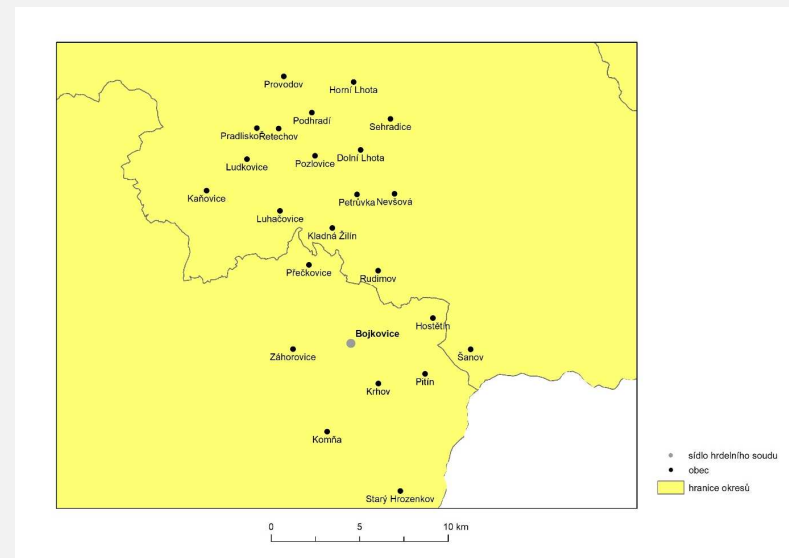 Provodov
Horní Lhota
Podhradí
Sehradice
Pradlisko
Řetechov
Pozlovice
Dolní Lhota
Ludkovice
Kaňovice
Petrůvka
Nevšová
Luhačovice
Kladná Žilín
Přečkovice
Rudimov
Hostětín
Bojkovice
Záhorovice
Šanov
Pitín
Krhov
Komňa
Starý Hrozenkov
sídlo hrdelního soudu
obec
hranice okresů
0 5 10 km